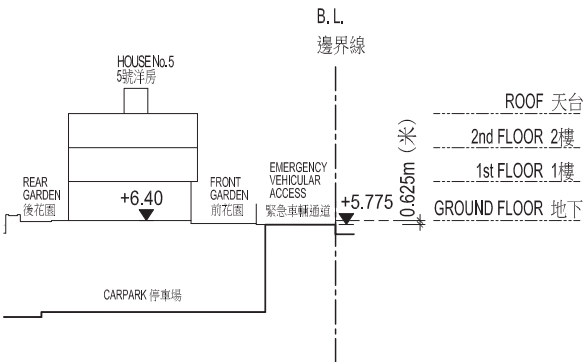 B.L.
邊界線
HOUSE No.5
5號洋房
ROOF 天台
2nd FLOOR 2樓
1st FLOOR 1樓
GROUND FLOOR 地下
0.625m (米)
REAR
GARDEN
後花園
+6.40
FRONT
GARDEN
前花園
EMERGENCY
VEHICULAR
ACCESS
緊急車輛通道
+5.775
CARPARK 停車場